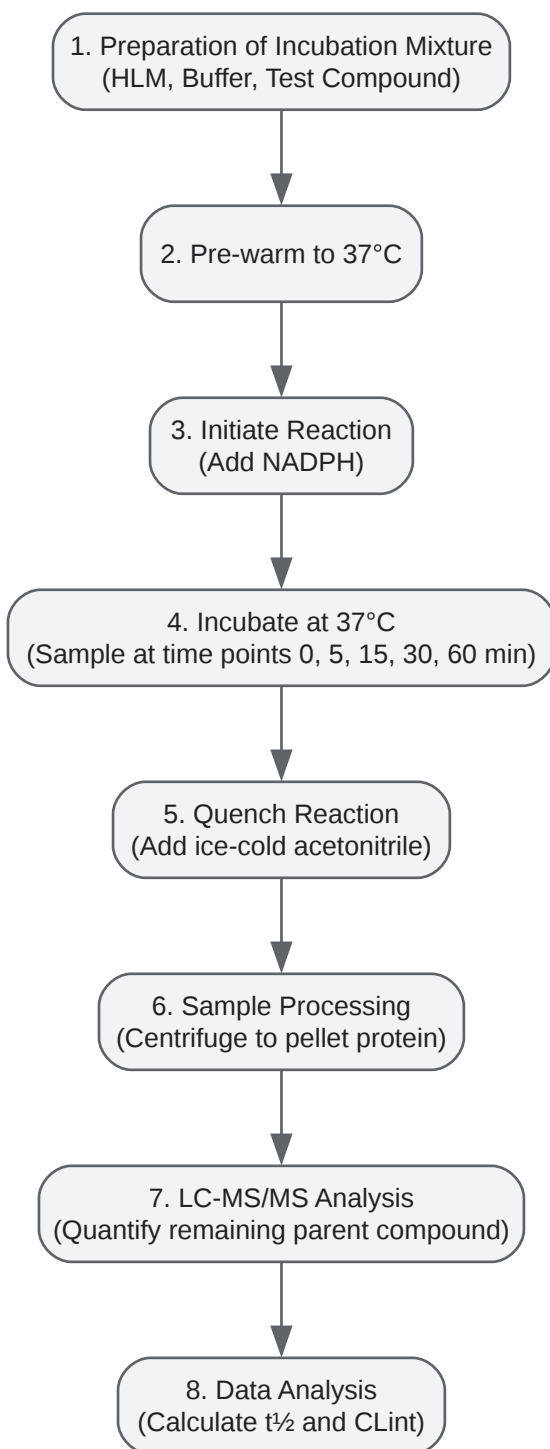 1. Preparation of Incubation Mixture
(HLM, Buffer, Test Compound)
2. Pre-warm to 37°C
3. Initiate Reaction
(Add NADPH)
4. Incubate at 37°C
(Sample at time points 0, 5, 15, 30, 60 min)
5. Quench Reaction
(Add ice-cold acetonitrile)
6. Sample Processing
(Centrifuge to pellet protein)
7. LC-MS/MS Analysis
(Quantify remaining parent compound)
8. Data Analysis
(Calculate t½ and CLint)